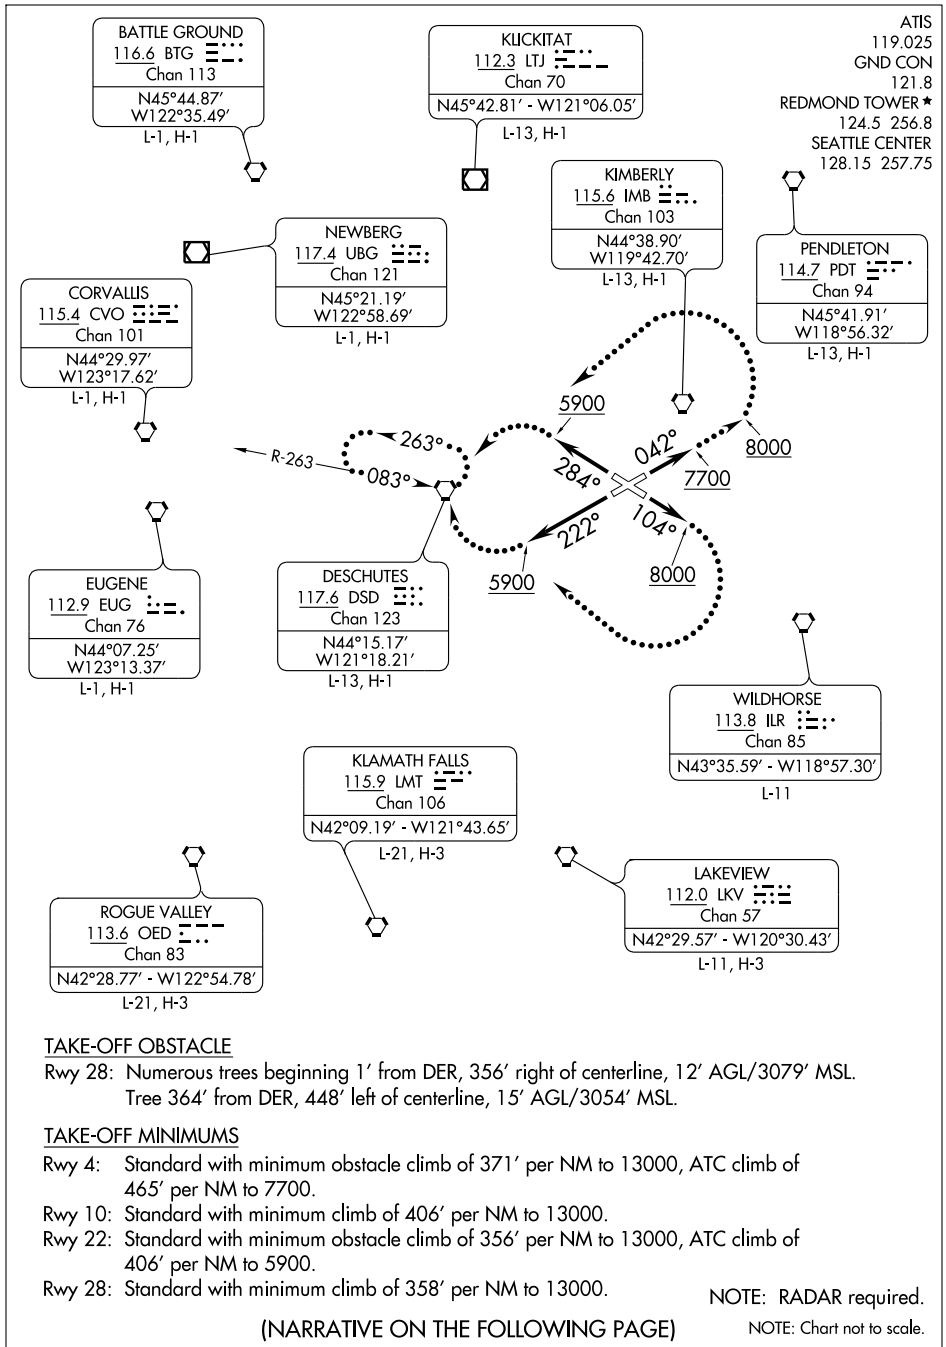 BATTLE GROUND
116.6 BTG
Chan 113
N45°44.87′
W122°35.49′
L-1, H-1
KLICKITAT
112.3 LTJ
Chan 70
N45°42.81′ - W121°06.05′
L-13, H-1
ATIS
119.025
GND CON
121.8
REDMOND TOWER ★
124.5 256.8
SEATTLE CENTER
128.15 257.75
KIMBERLY
115.6 IMB
Chan 103
N44°38.90′
W119°42.70′
L-13, H-1
NEWBERG
117.4 UBG
Chan 121
N45°21.19′
W122°58.69′
L-1, H-1
PENDLETON
114.7 PDT
Chan 94
N45°41.91′
W118°56.32′
L-13, H-1
CORVALLIS
115.4 CVO
Chan 101
N44°29.97′
W123°17.62′
L-1, H-1
5900
8000
7700
042°
284°
104°
222°
263°
083°
R-263
5900
8000
EUGENE
112.9 EUG
Chan 76
N44°07.25′
W123°13.37′
L-1, H-1
DESCHUTES
117.6 DSD
Chan 123
N44°15.17′
W121°18.21′
L-13, H-1
WILDHORSE
113.8 ILR
Chan 85
N43°35.59′ - W118°57.30′
L-11
KLAMATH FALLS
115.9 LMT
Chan 106
N42°09.19′ - W121°43.65′
L-21, H-3
LAKEVIEW
112.0 LKV
Chan 57
N42°29.57′ - W120°30.43′
L-11, H-3
ROGUE VALLEY
113.6 OED
Chan 83
N42°28.77′ - W122°54.78′
L-21, H-3
TAKE-OFF OBSTACLE
Rwy 28: Numerous trees beginning 1′ from DER, 356′ right of centerline, 12′ AGL/3079′ MSL.
Tree 364′ from DER, 448′ left of centerline, 15′ AGL/3054′ MSL.
TAKE-OFF MINIMUMS
Rwy 4: Standard with minimum obstacle climb of 371′ per NM to 13000, ATC climb of
465′ per NM to 7700.
Rwy 10: Standard with minimum climb of 406′ per NM to 13000.
Rwy 22: Standard with minimum obstacle climb of 356′ per NM to 13000, ATC climb of
406′ per NM to 5900.
Rwy 28: Standard with minimum climb of 358′ per NM to 13000.
NOTE: RADAR required.
(NARRATIVE ON THE FOLLOWING PAGE)
NOTE: Chart not to scale.